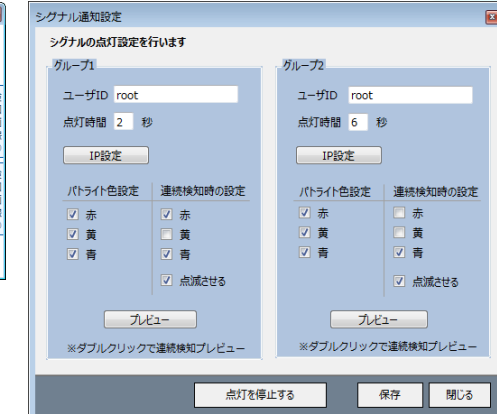 シグナル通知設定
シグナルの点灯設定を行います
グループ1
ユーザID root
点灯時間 2 秒
IP設定
パトライト色設定 連続検知時の設定
赤 赤
黄 黄
青 青
点滅させる
プレビュー
※ダブルクリックで連続検知プレビュー
グループ2
ユーザID root
点灯時間 6 秒
IP設定
パトライト色設定 連続検知時の設定
赤 赤
黄 黄
青 青
点滅させる
プレビュー
※ダブルクリックで連続検知プレビュー
点灯を停止する 保存 閉じる